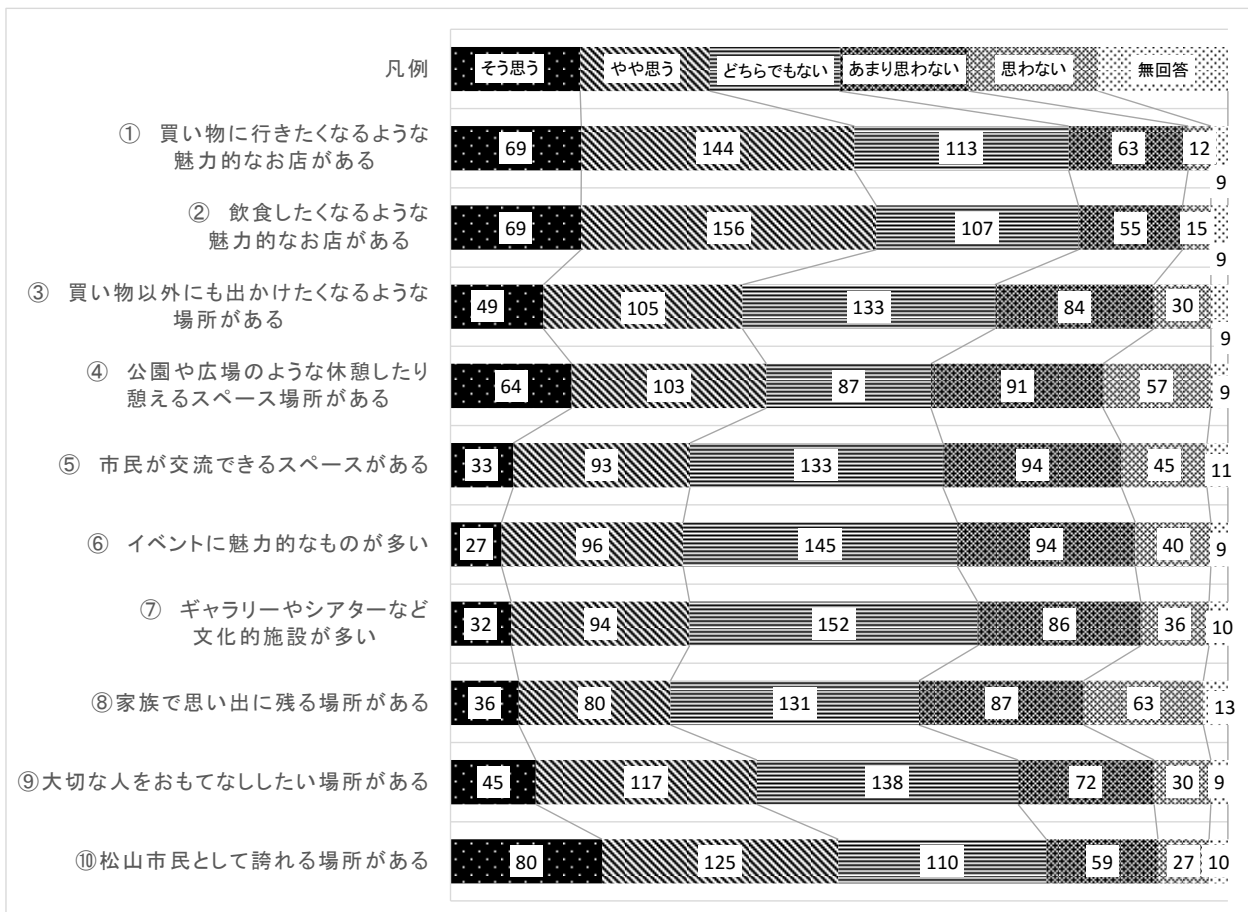 凡例 そう思う やや思う どちらでもない あまり思わない 思わない 無回答
① 買い物に行きたくなるような
魅力的なお店がある
69 144 113 63 12 9
② 飲食したくなるような
魅力的なお店がある
69 156 107 55 15 9
③ 買い物以外にも出かけたくなるような
場所がある
49 105 133 84 30 9
④ 公園や広場のような休憩したり
憩えるスペース場所がある
64 103 87 91 57 9
⑤ 市民が交流できるスペースがある
33 93 133 94 45 11
⑥ イベントに魅力的なものが多い
27 96 145 94 40 9
⑦ ギャラリーやシアターなど
文化的施設が多い
32 94 152 86 36 10
⑧家族で思い出に残る場所がある
36 80 131 87 63 13
⑨大切な人をおもてなししたい場所がある
45 117 138 72 30 9
⑩松山市民として誇れる場所がある
80 125 110 59 27 10